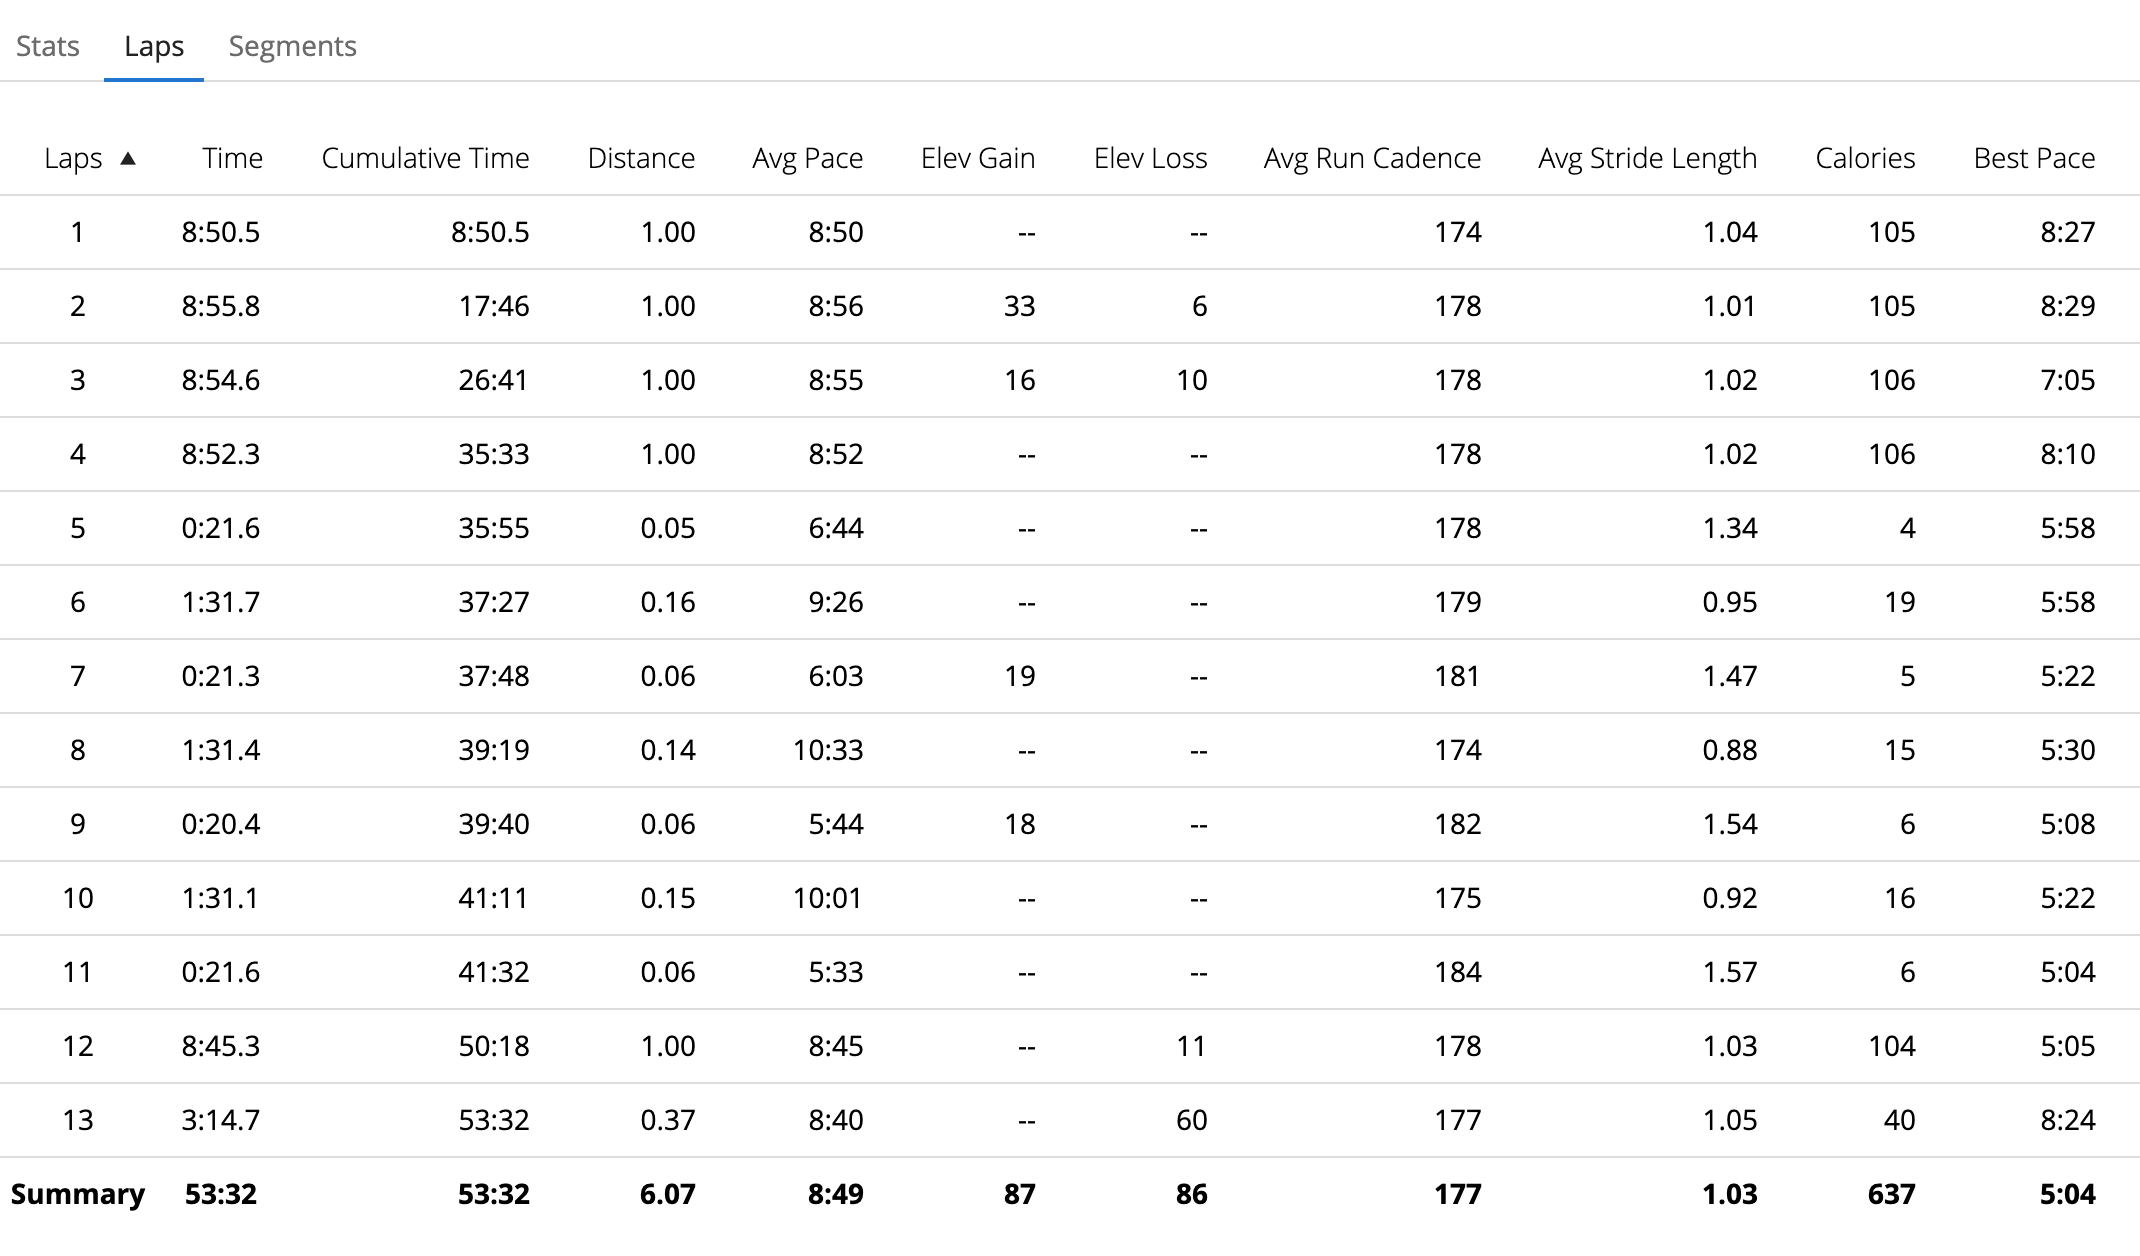 Stats Laps Segments
Laps ▲ Time Cumulative Time Distance Avg Pace Elev Gain Elev Loss Avg Run Cadence Avg Stride Length Calories Best Pace
1 8:50.5 8:50.5 1.00 8:50 -- -- 174 1.04 105 8:27
2 8:55.8 17:46 1.00 8:56 33 6 178 1.01 105 8:29
3 8:54.6 26:41 1.00 8:55 16 10 178 1.02 106 7:05
4 8:52.3 35:33 1.00 8:52 -- -- 178 1.02 106 8:10
5 0:21.6 35:55 0.05 6:44 -- -- 178 1.34 4 5:58
6 1:31.7 37:27 0.16 9:26 -- -- 179 0.95 19 5:58
7 0:21.3 37:48 0.06 6:03 19 -- 181 1.47 5 5:22
8 1:31.4 39:19 0.14 10:33 -- -- 174 0.88 15 5:30
9 0:20.4 39:40 0.06 5:44 18 -- 182 1.54 6 5:08
10 1:31.1 41:11 0.15 10:01 -- -- 175 0.92 16 5:22
11 0:21.6 41:32 0.06 5:33 -- -- 184 1.57 6 5:04
12 8:45.3 50:18 1.00 8:45 -- 11 178 1.03 104 5:05
13 3:14.7 53:32 0.37 8:40 -- 60 177 1.05 40 8:24
Summary 53:32 53:32 6.07 8:49 87 86 177 1.03 637 5:04